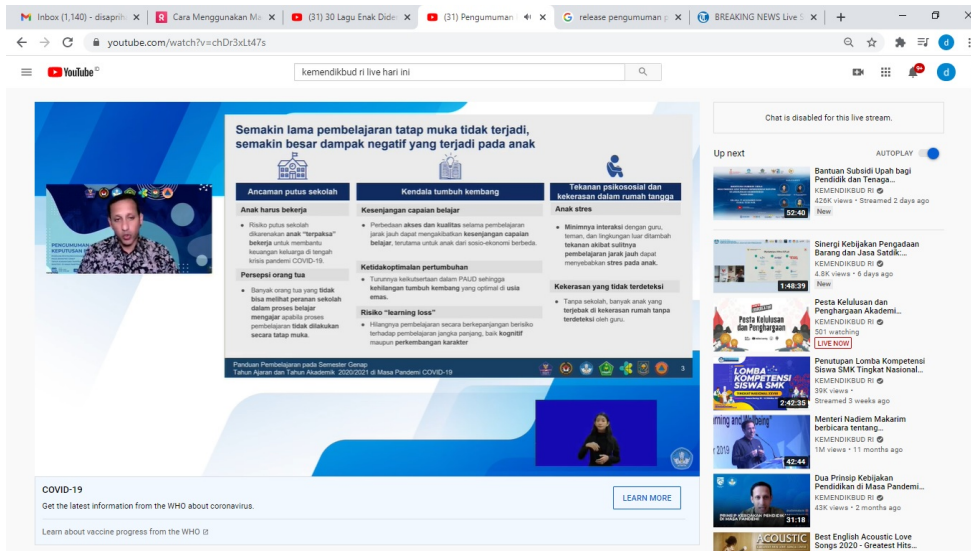 Inbox (1,140) - disaprih
Cara Menggunakan Ma
(31) 30 Lagu Enak Diden
(31) Pengumuman
release pengumuman p
BREAKING NEWS Live S
youtube.com/watch?v=chDr3xLt47s
YouTube ID
kemendikbud ri live hari ini
9+
d
Semakin lama pembelajaran tatap muka tidak terjadi,
semakin besar dampak negatif yang terjadi pada anak
Ancaman putus sekolah
Anak harus bekerja
• Risiko putus sekolah
dikarenakan anak "terpaksa"
bekerja untuk membantu
keuangan keluarga di tengah
krisis pandemi COVID-19.
Persepsi orang tua
• Banyak orang tua yang tidak
bisa melihat peranan sekolah
dalam proses belajar
mengajar apabila proses
pembelajaran tidak dilakukan
secara tatap muka.
Kendala tumbuh kembang
Kesenjangan capaian belajar
• Perbedaan akses dan kualitas selama pembelajaran
jarak jauh dapat mengakibatkan kesenjangan capaian
belajar, terutama untuk anak dari sosio-ekonomi berbeda.
Ketidakoptimalan pertumbuhan
• Turunnya keikutsertaan dalam PAUD sehingga
kehilangan tumbuh kembang yang optimal di usia
emas.
Risiko "learning loss"
• Hilangnya pembelajaran secara berkepanjangan berisiko
terhadap pembelajaran jangka panjang, baik kognitif
maupun perkembangan karakter
Tekanan psikososial dan
kekerasan dalam rumah tangga
Anak stres
• Minimnya interaksi dengan guru,
teman, dan lingkungan luar ditambah
tekanan akibat sulitnya
pembelajaran jarak jauh dapat
menyebabkan stres pada anak.
Kekerasan yang tidak terdeteksi
• Tanpa sekolah, banyak anak yang
terjebak di kekerasan rumah tanpa
terdeteksi oleh guru.
PENGUMUMAN
KEPUTUSAN
Panduan Pembelajaran pada Semester Genap
Tahun Ajaran dan Tahun Akademik 2020/2021 di Masa Pandemi COVID-19
3
COVID-19
Get the latest information from the WHO about coronavirus.
LEARN MORE
Learn about vaccine progress from the WHO
Chat is disabled for this live stream.
Up next
AUTOPLAY
52:40
Bantuan Subsidi Upah bagi
Pendidik dan Tenaga...
KEMENDIKBUD RI
426K views • Streamed 2 days ago
New
1:48:39
Sinergi Kebijakan Pengadaan
Barang dan Jasa Satdik:...
KEMENDIKBUD RI
4.8K views • 6 days ago
New
Pesta Kelulusan
dan Penghargaan
Pesta Kelulusan dan
Penghargaan Akademi...
KEMENDIKBUD RI
501 watching
LIVE NOW
LOMBA
KOMPETENSI
SISWA SMK
2:42:35
Penutupan Lomba Kompetensi
Siswa SMK Tingkat Nasional...
KEMENDIKBUD RI
39K views •
Streamed 3 weeks ago
42:44
Menteri Nadiem Makarim
berbicara tentang...
KEMENDIKBUD RI
1M views • 11 months ago
31:18
Dua Prinsip Kebijakan
Pendidikan di Masa Pandemi...
KEMENDIKBUD RI
43K views • 2 months ago
ACOUSTIC
Best English Acoustic Love
Songs 2020 - Greatest Hits...